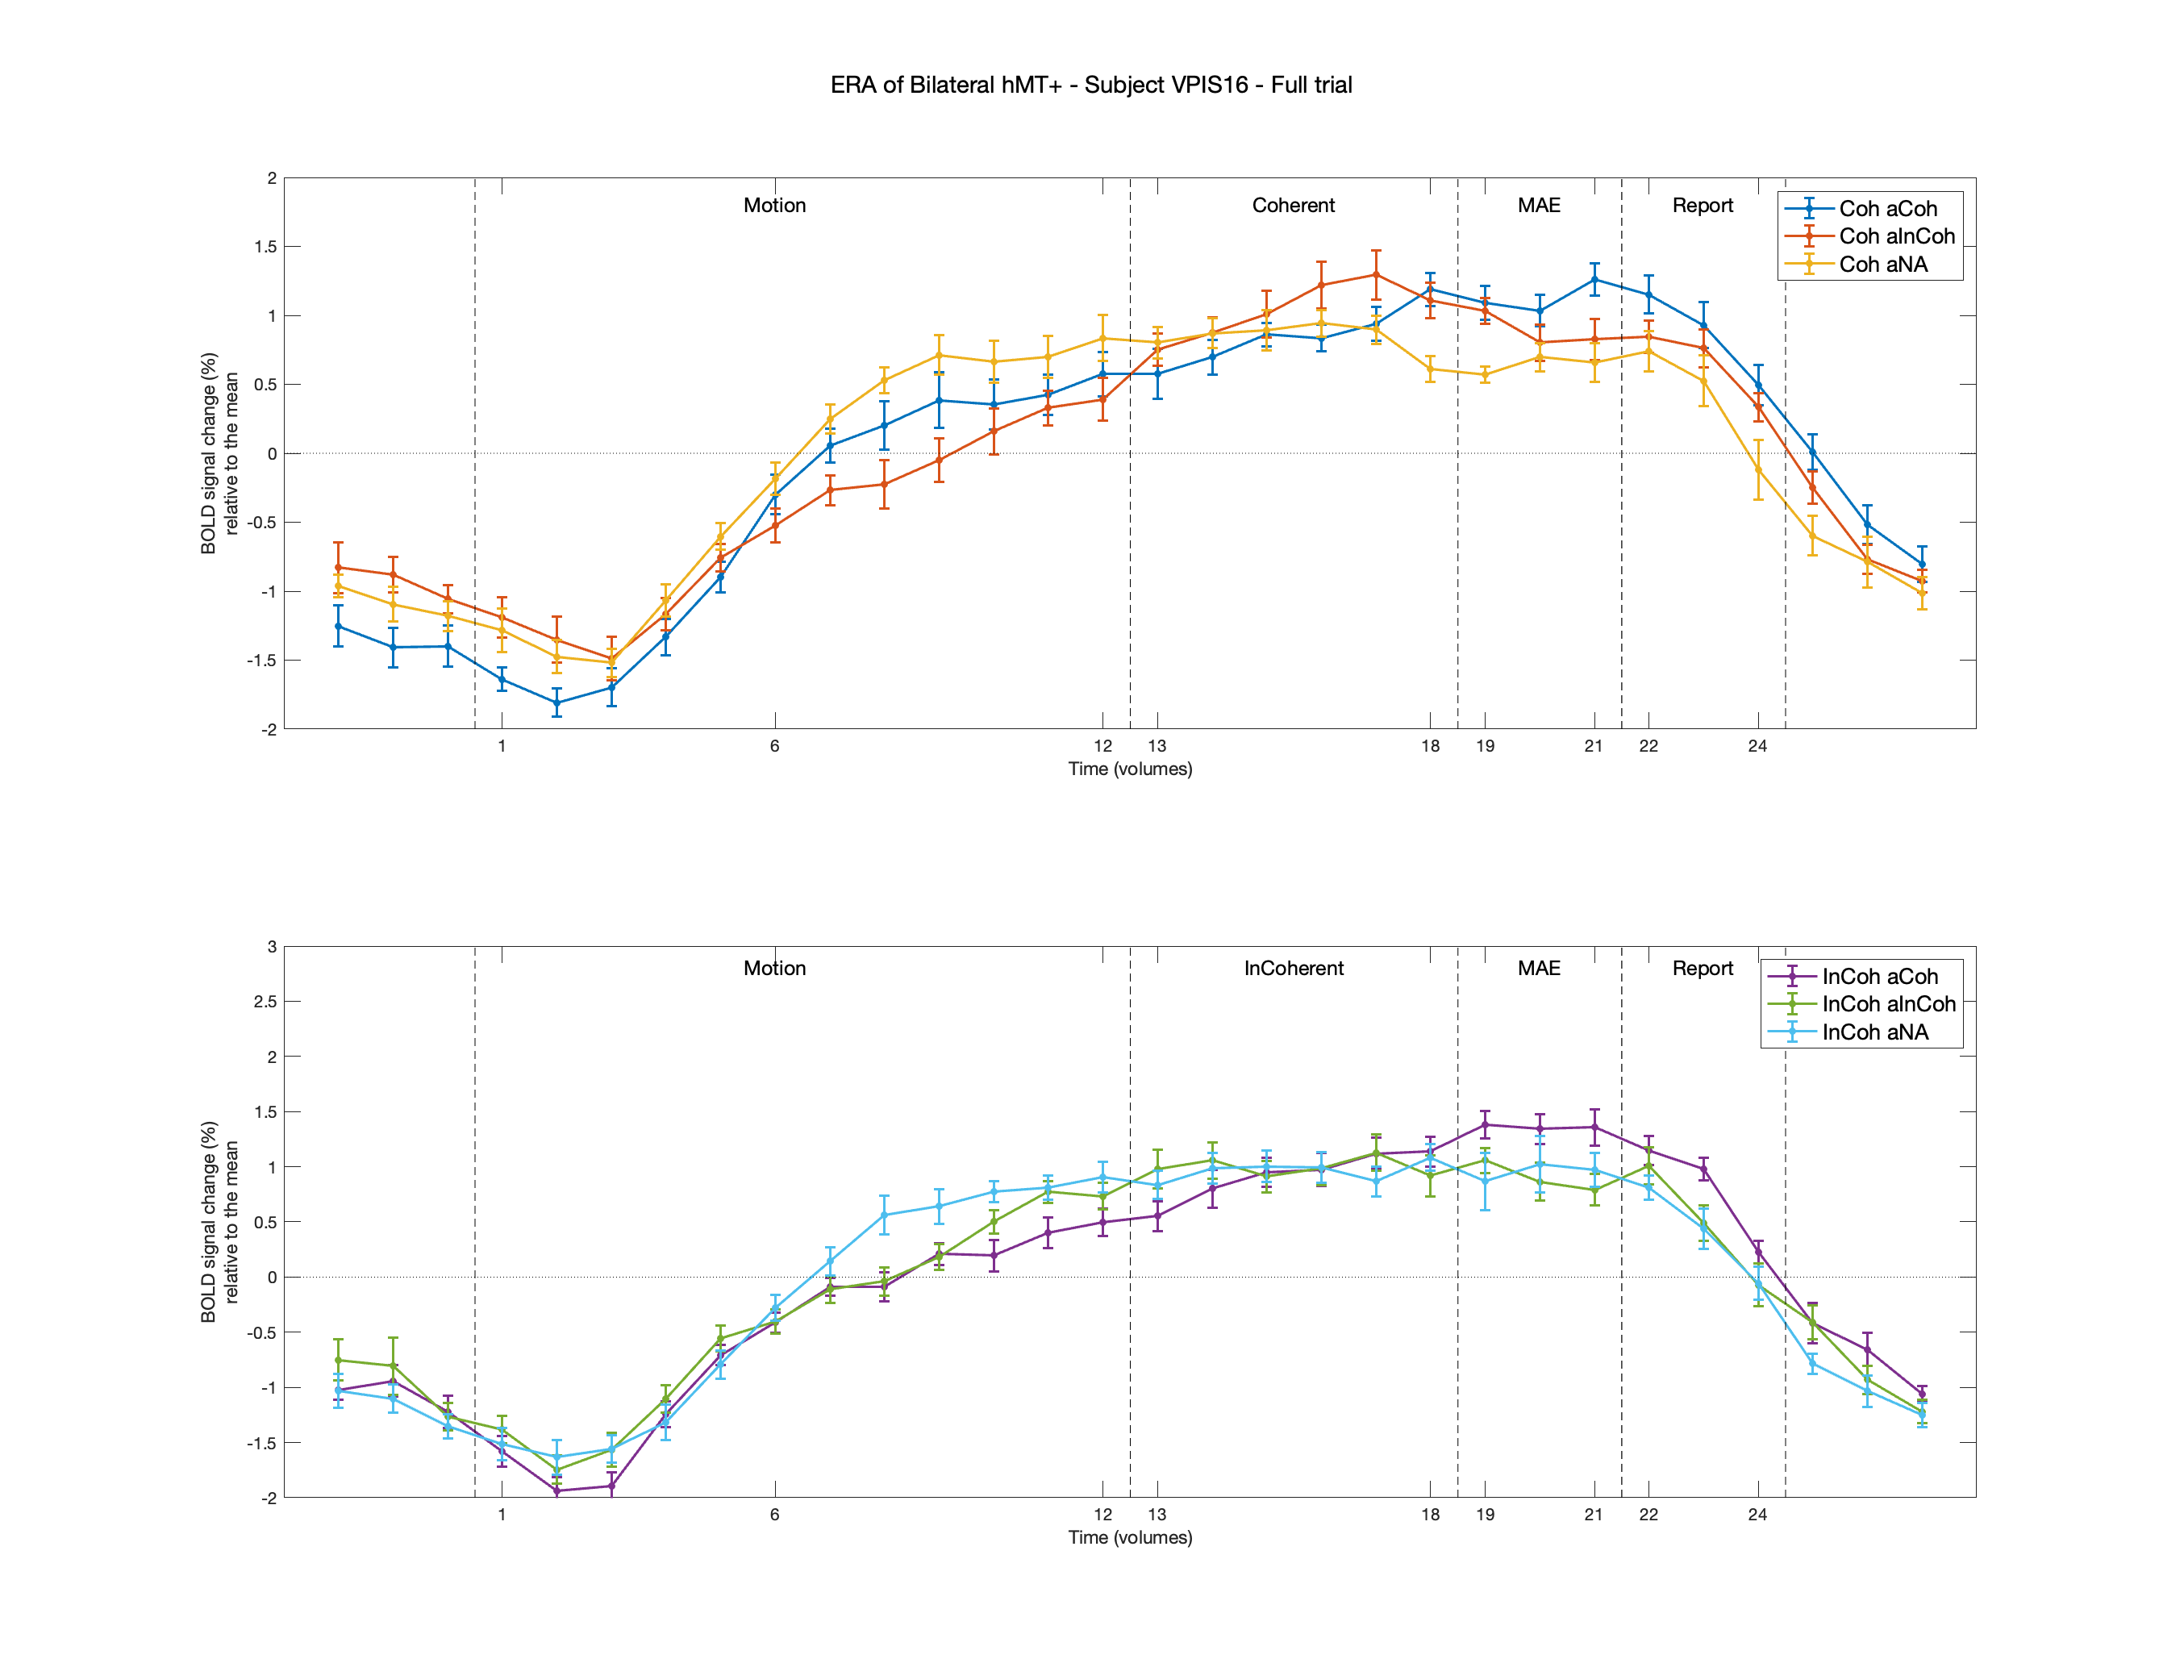 ERA of Bilateral hMT+ - Subject VPIS16 - Full trial
Motion
Coherent
MAE
Report
Coh aCoh
Coh aInCoh
Coh aNA
2
1.5
1
0.5
0
-0.5
-1
-1.5
-2
BOLD signal change (%)
relative to the mean
1 6 12 13 18 19 21 22 24
Time (volumes)
Motion
InCoherent
MAE
Report
InCoh aCoh
InCoh aInCoh
InCoh aNA
3
2.5
2
1.5
1
0.5
0
-0.5
-1
-1.5
-2
BOLD signal change (%)
relative to the mean
1 6 12 13 18 19 21 22 24
Time (volumes)